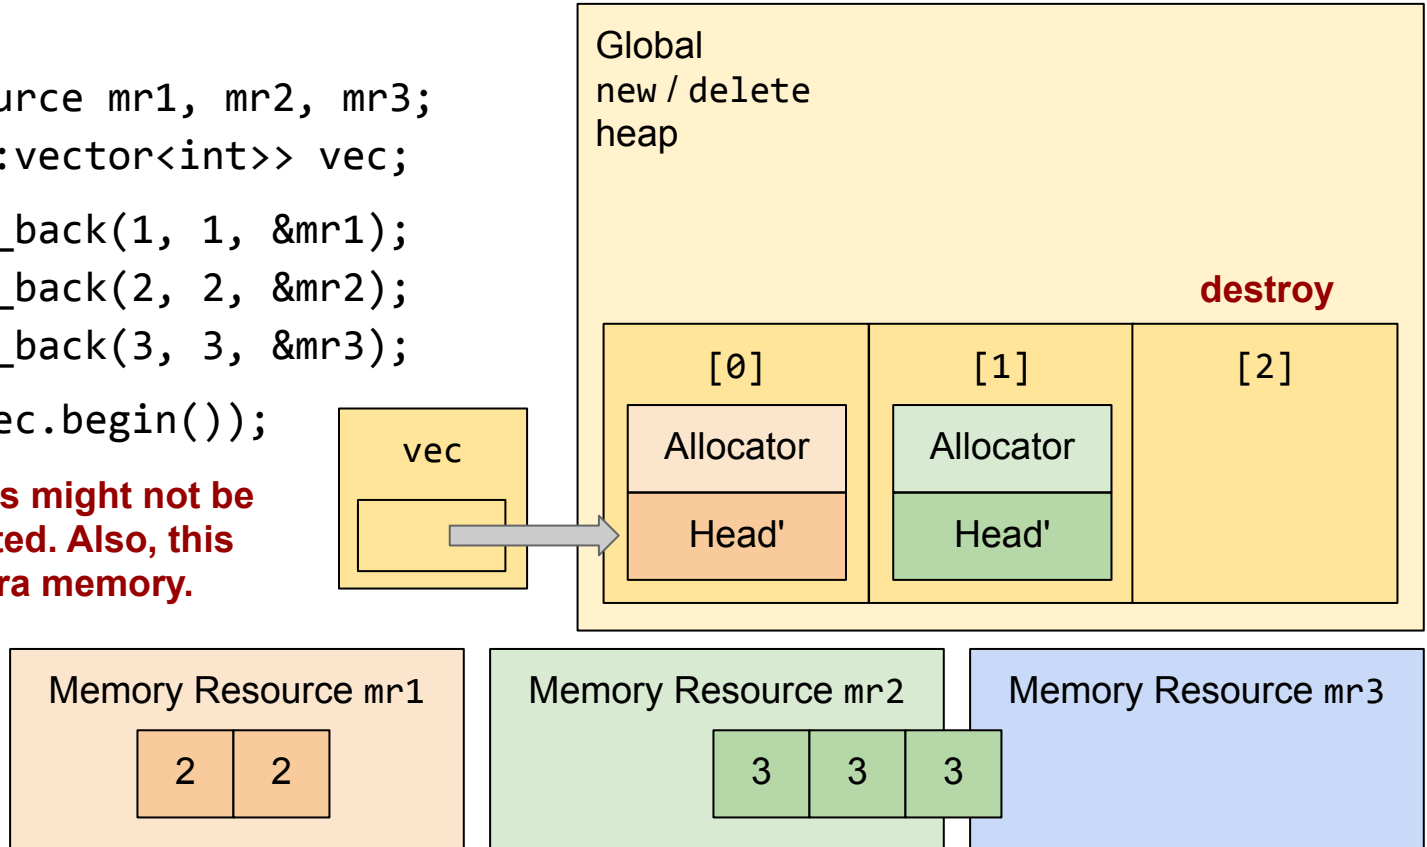 urce mr1, mr2, mr3;
:vector<int>> vec;
_back(1, 1, &mr1);
_back(2, 2, &mr2);
_back(3, 3, &mr3);
ec.begin());
s might not be
ted. Also, this
ra memory.
vec
Global
new / delete
heap
destroy
[0]
[1]
[2]
Allocator
Allocator
Head'
Head'
Memory Resource mr1
2 2
Memory Resource mr2
3 3 3
Memory Resource mr3